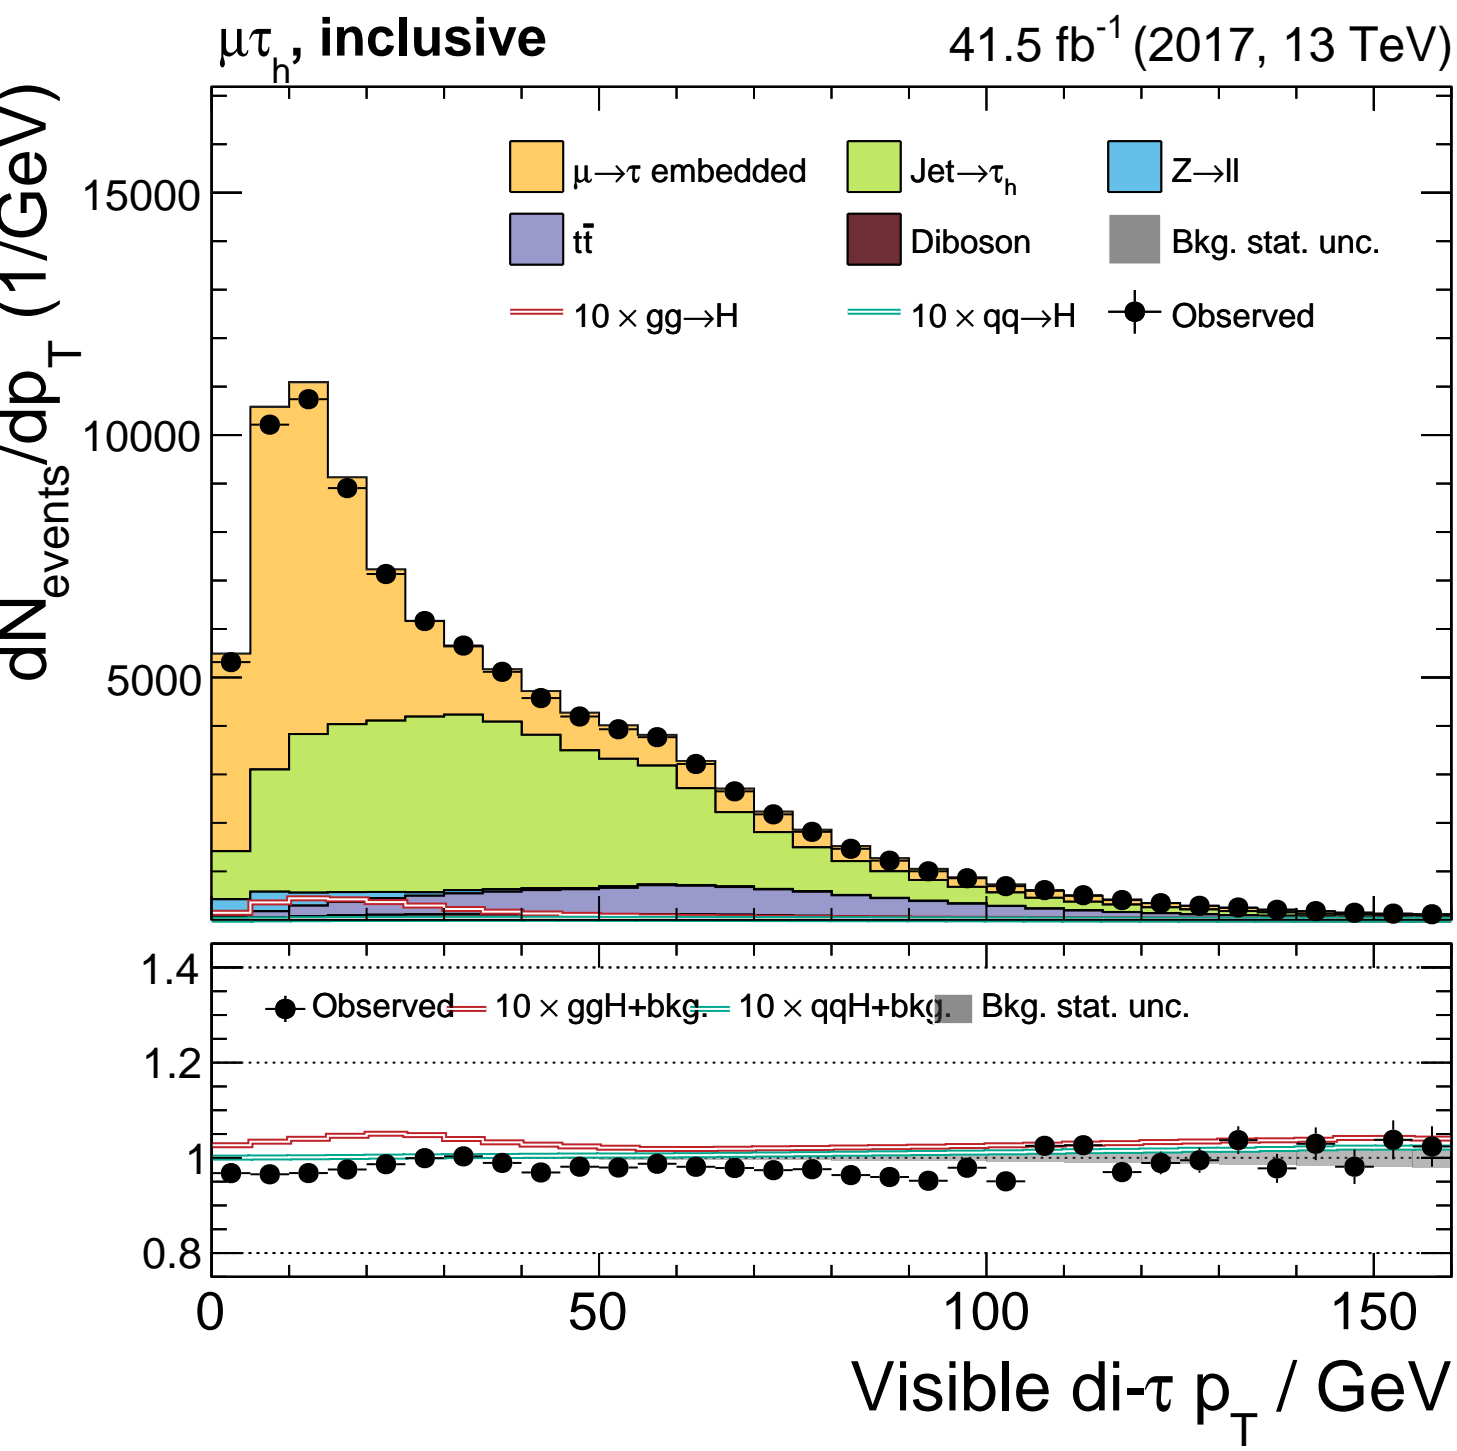 μτh, inclusive 41.5 fb-1 (2017, 13 TeV)
dNevents/dpT (1/GeV)
15000
10000
5000
μ→τ embedded Jet→τh Z→ll
tt̄ Diboson Bkg. stat. unc.
10 × gg→H 10 × qq→H Observed
1.4
1.2
1
0.8
Observed 10 × ggH+bkg. 10 × qqH+bkg. Bkg. stat. unc.
0 50 100 150
Visible di-τ pT / GeV